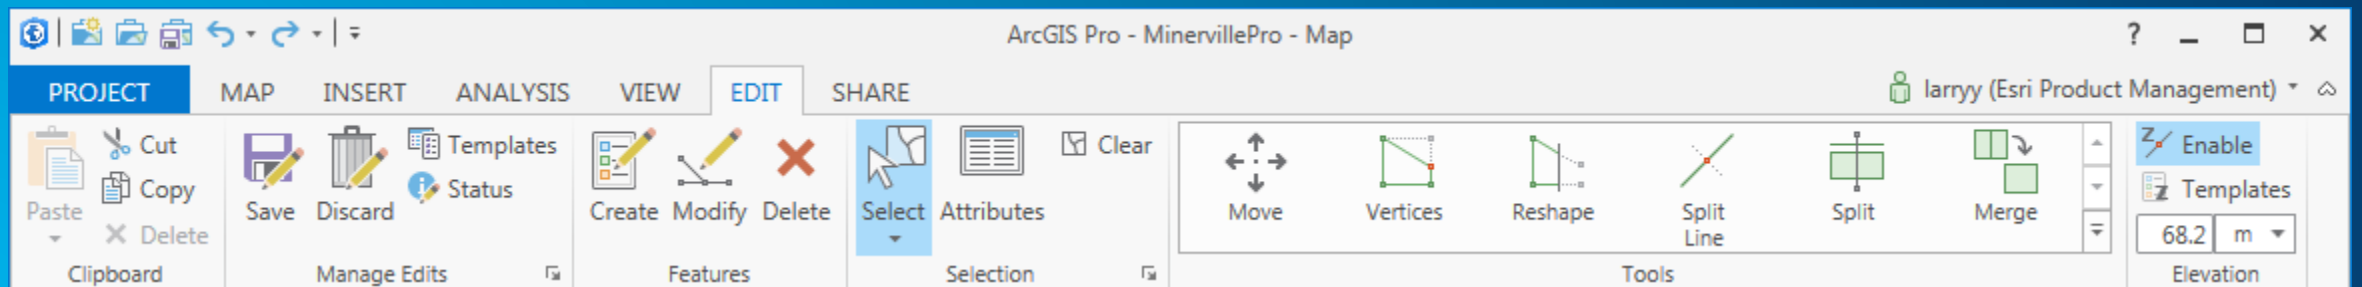 ArcGIS Pro - MinervillePro - Map
?
PROJECT MAP INSERT ANALYSIS VIEW EDIT SHARE
larryy (Esri Product Management)
Paste
Cut
Copy
Delete
Clipboard
Save
Discard
Templates
Status
Manage Edits
Create
Modify
Delete
Features
Select
Attributes
Clear
Selection
Move
Vertices
Reshape
Split
Line
Split
Merge
Tools
Enable
Templates
68.2 m
Elevation